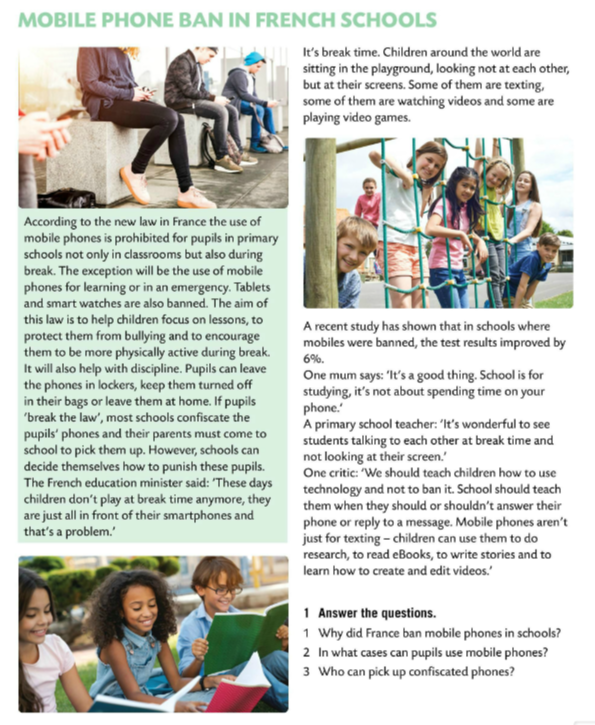 MOBILE PHONE BAN IN FRENCH SCHOOLS
According to the new law in France the use of
mobile phones is prohibited for pupils in primary
schools not only in classrooms but also during
break. The exception will be the use of mobile
phones for learning or in an emergency. Tablets
and smart watches are also banned. The aim of
this law is to help children focus on lessons, to
protect them from bullying and to encourage
them to be more physically active during break.
It will also help with discipline. Pupils can leave
the phones in lockers, keep them turned off
in their bags or leave them at home. If pupils
‘break the law’, most schools confiscate the
pupils’ phones and their parents must come to
school to pick them up. However, schools can
decide themselves how to punish these pupils.
The French education minister said: ‘These days
children don’t play at break time anymore, they
are just all in front of their smartphones and
that’s a problem.’
It’s break time. Children around the world are
sitting in the playground, looking not at each other,
but at their screens. Some of them are texting,
some of them are watching videos and some are
playing video games.
A recent study has shown that in schools where
mobiles were banned, the test results improved by
6%.
One mum says: ‘It’s a good thing. School is for
studying, it’s not about spending time on your
phone.’
A primary school teacher: ‘It’s wonderful to see
students talking to each other at break time and
not looking at their screen.’
One critic: ‘We should teach children how to use
technology and not to ban it. School should teach
them when they should or shouldn’t answer their
phone or reply to a message. Mobile phones aren’t
just for texting – children can use them to do
research, to read eBooks, to write stories and to
learn how to create and edit videos.’
1 Answer the questions.
1 Why did France ban mobile phones in schools?
2 In what cases can pupils use mobile phones?
3 Who can pick up confiscated phones?